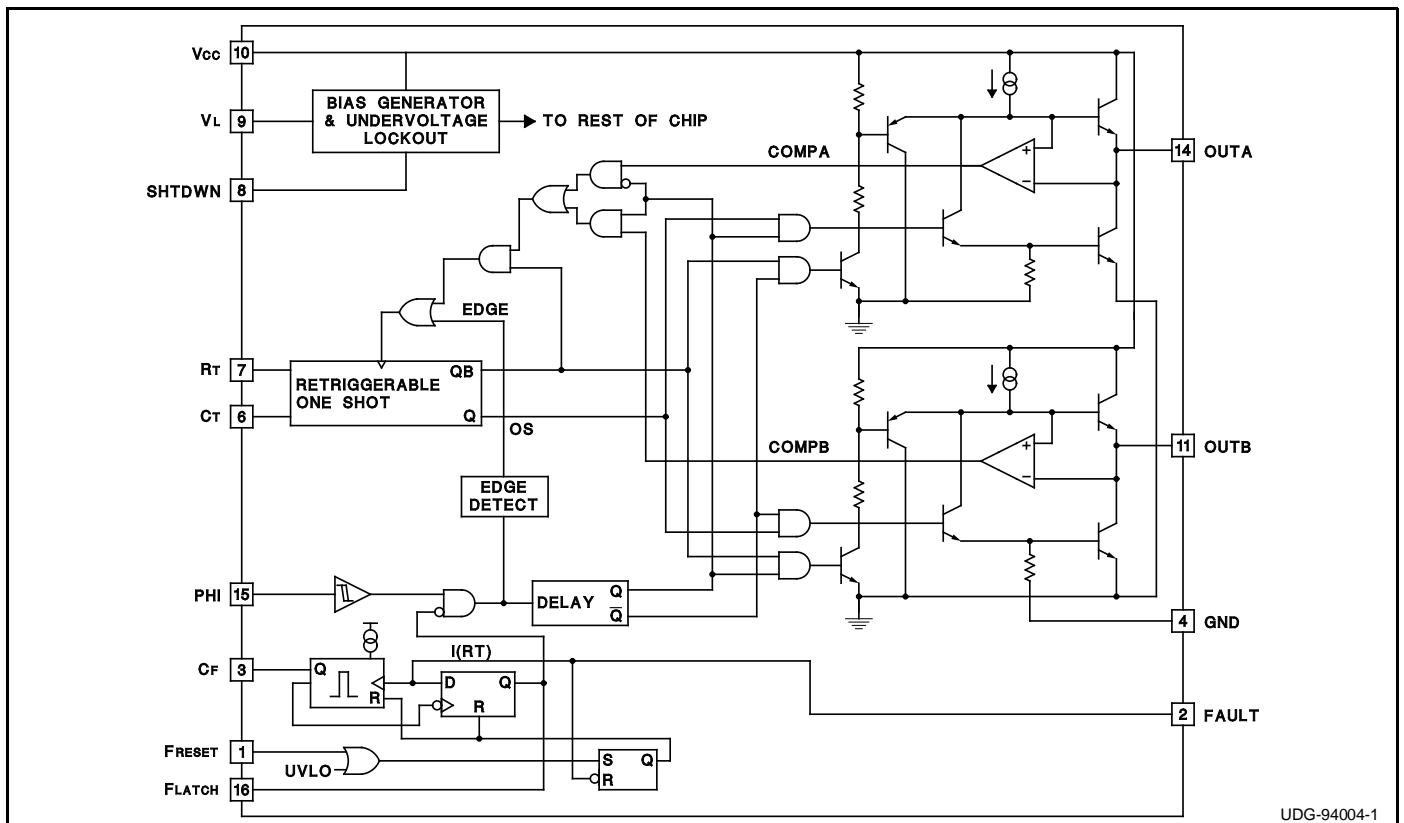 VCC 10
BIAS GENERATOR
& UNDERVOLTAGE
LOCKOUT
VL 9
TO REST OF CHIP
SHTDWN 8
COMPA
+
−
14 OUTA
EDGE
RT 7
RETRIGGERABLE
ONE SHOT
QB
Q
CT 6
OS
COMPB
+
−
11 OUTB
EDGE
DETECT
PHI 15
DELAY
Q
Q̅
4 GND
I(RT)
CF 3
Q
R
D
Q
R
2 FAULT
FRESET 1
UVLO
S
Q
R
FLATCH 16
UDG-94004-1